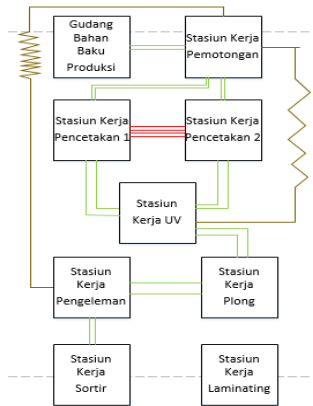 Gudang
Bahan
Baku
Produksi
Stasiun Kerja
Pemotongan
Stasiun Kerja
Pencetakan 1
Stasiun Kerja
Pencetakan 2
Stasiun
Kerja UV
Stasiun
Kerja
Pengeleman
Stasiun
Kerja
Plong
Stasiun
Kerja
Sortir
Stasiun
Kerja
Laminating